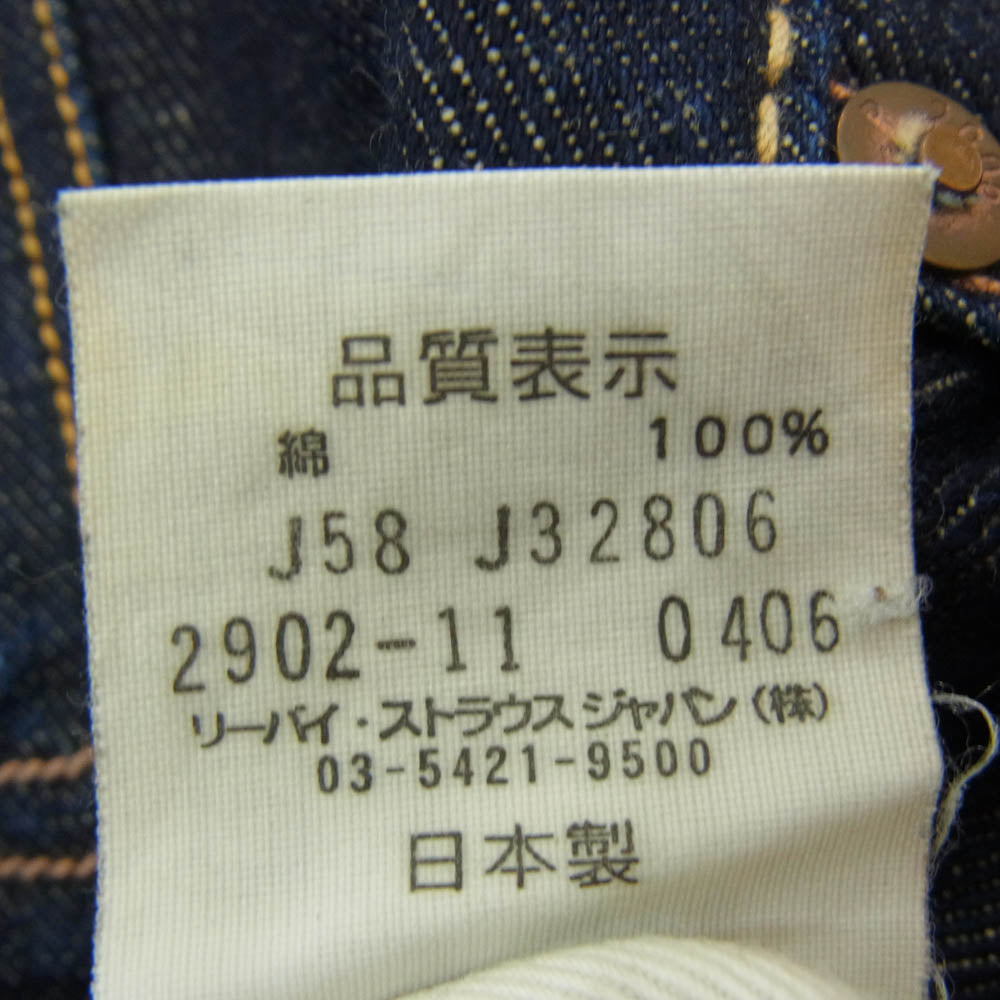 品質表示
綿 100%
J58 J32806
2902-11 0406
リーバイ・ストラウス ジャパン(株)
03-5421-9500
日本製